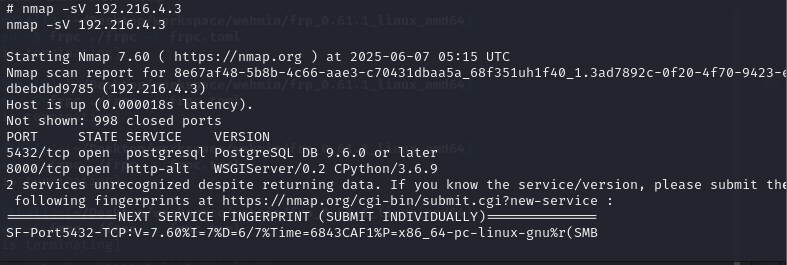 # nmap -sV 192.216.4.3
nmap -sV 192.216.4.3
Starting Nmap 7.60 ( https://nmap.org ) at 2025-06-07 05:15 UTC
Nmap scan report for 8e67af48-5b8b-4c66-aae3-c70431dbaa5a_68f351uh1f40_1.3ad7892c-0f20-4f70-9423-e
dbebdbd9785 (192.216.4.3)
Host is up (0.000018s latency).
Not shown: 998 closed ports
PORT     STATE SERVICE    VERSION
5432/tcp open  postgresql PostgreSQL DB 9.6.0 or later
8000/tcp open  http-alt   WSGIServer/0.2 CPython/3.6.9
2 services unrecognized despite returning data. If you know the service/version, please submit the
 following fingerprints at https://nmap.org/cgi-bin/submit.cgi?new-service :
==============NEXT SERVICE FINGERPRINT (SUBMIT INDIVIDUALLY)==============
SF-Port5432-TCP:V=7.60%I=7%D=6/7%Time=6843CAF1%P=x86_64-pc-linux-gnu%r(SMB